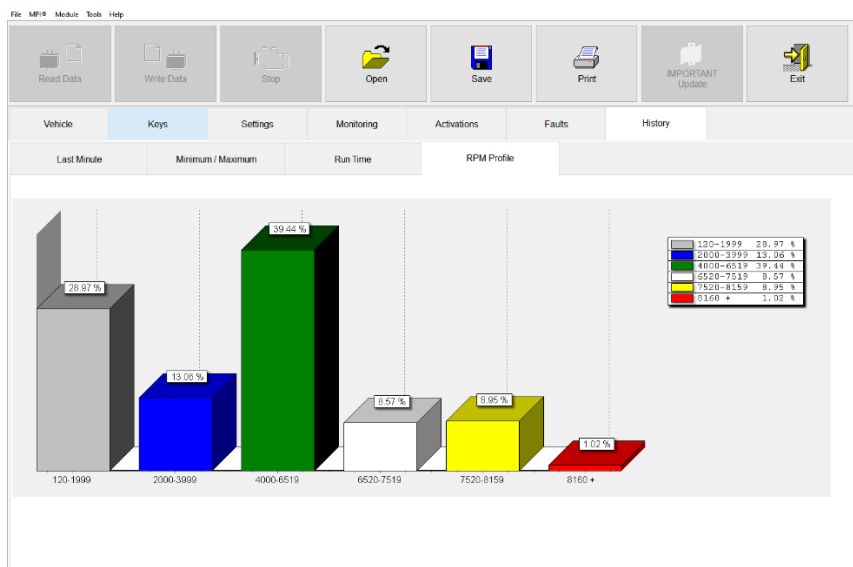 File MPI® Module Tools Help
Read Data Write Data Stop Open Save Print IMPORTANT Update Exit
Vehicle Keys Settings Monitoring Activations Faults History
Last Minute Minimum / Maximum Run Time RPM Profile
39.44 %
28.97 %
13.06 %
8.57 %
8.95 %
1.02 %
120-1999 2000-3999 4000-6519 6520-7519 7520-8159 8160 +
120-1999 28.97 %
2000-3999 13.06 %
4000-6519 39.44 %
6520-7519 8.57 %
7520-8159 8.95 %
8160 + 1.02 %